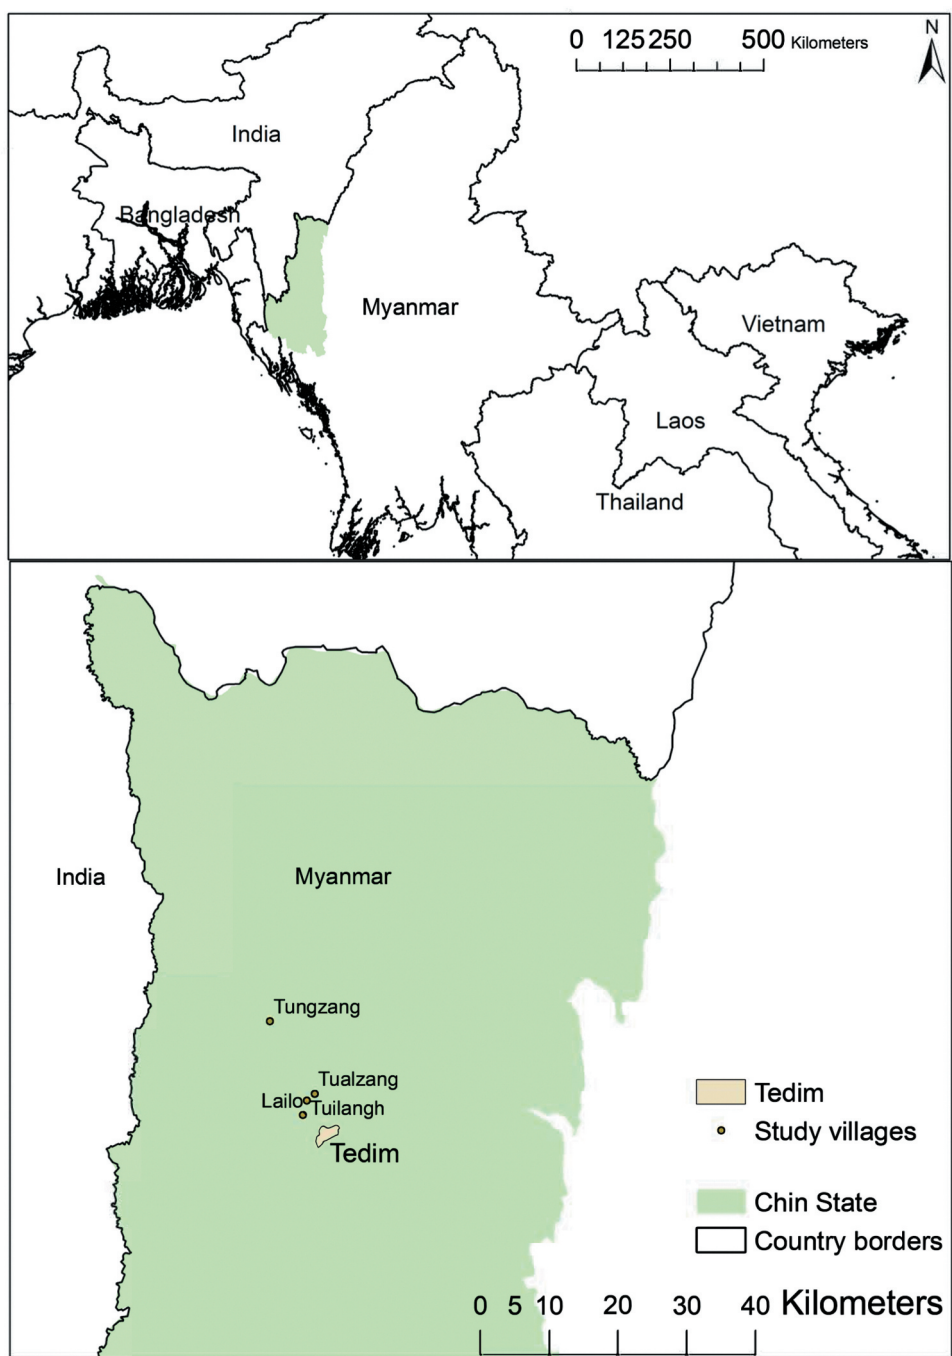 N
0 125 250 500 Kilometers
India
Bangladesh
Myanmar
Vietnam
Laos
Thailand
India
Myanmar
Tungzang
Tualzang
Lailo
Tuilangh
Tedim
Tedim
Study villages
Chin State
Country borders
0 5 10 20 30 40 Kilometers